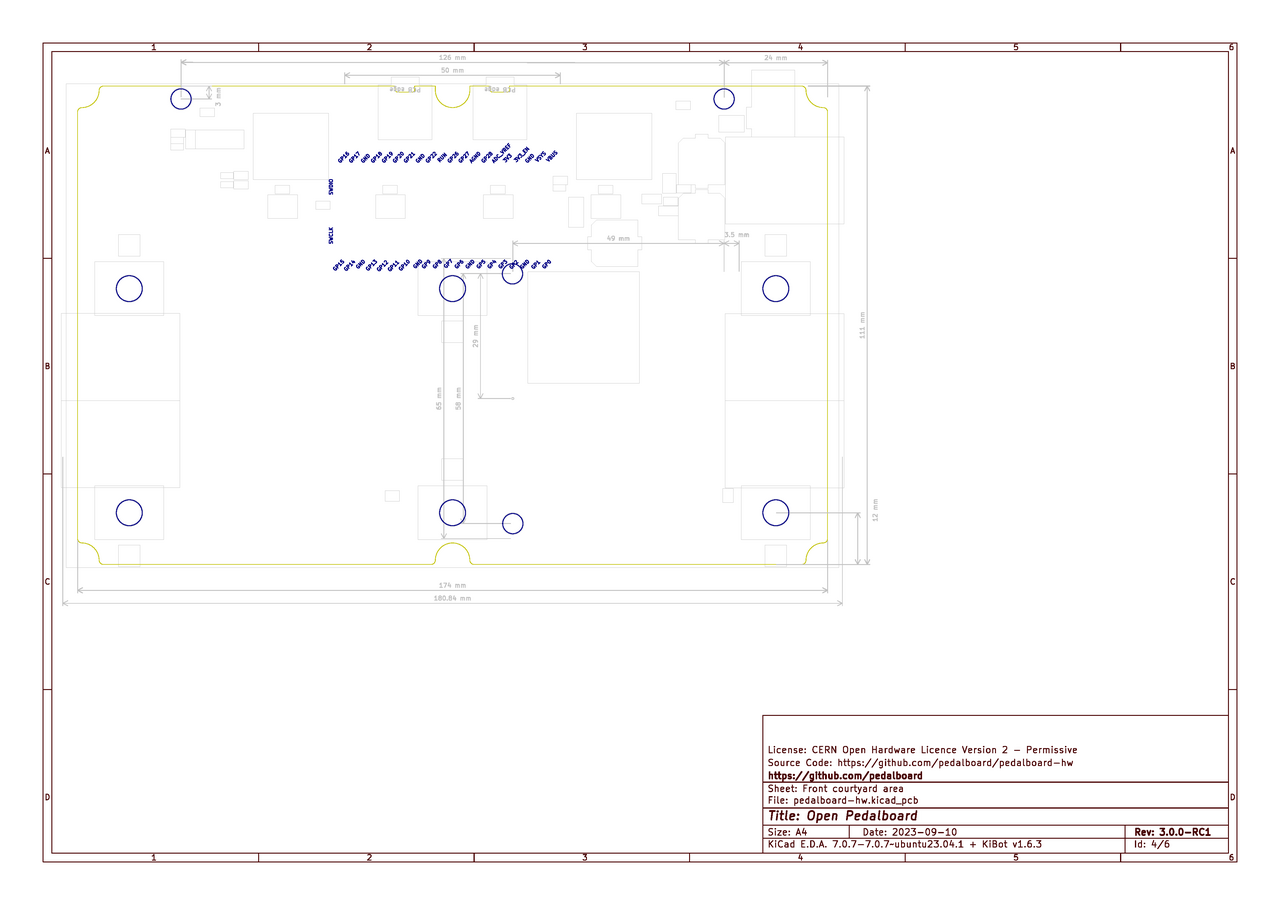 1 2 3 4 5 6
126 mm
24 mm
50 mm
3 mm
PCB edge PCB edge
A A
GP16 GP17 GND GP18 GP19 GP20 GP21 GND GP22 RUN GP26 GP27 AGND GP28 ADC_VREF 3V3 3V3_EN GND VSYS VBUS
SWDIO
SWCLK
49 mm
3.5 mm
GP15 GP14 GND GP13 GP12 GP11 GP10 GND GP9 GP8 GP7 GP6 GND GP5 GP4 GP3 GP2 GND GP1 GP0
29 mm
111 mm
B B
65 mm
58 mm
12 mm
C C
174 mm
180.84 mm
License: CERN Open Hardware Licence Version 2 - Permissive
Source Code: https://github.com/pedalboard/pedalboard-hw
https://github.com/pedalboard
Sheet: Front courtyard area
File: pedalboard-hw.kicad_pcb
D D
Title: Open Pedalboard
Size: A4 Date: 2023-09-10 Rev: 3.0.0-RC1
KiCad E.D.A. 7.0.7-7.0.7~ubuntu23.04.1 + KiBot v1.6.3 Id: 4/6
1 2 3 4 5 6